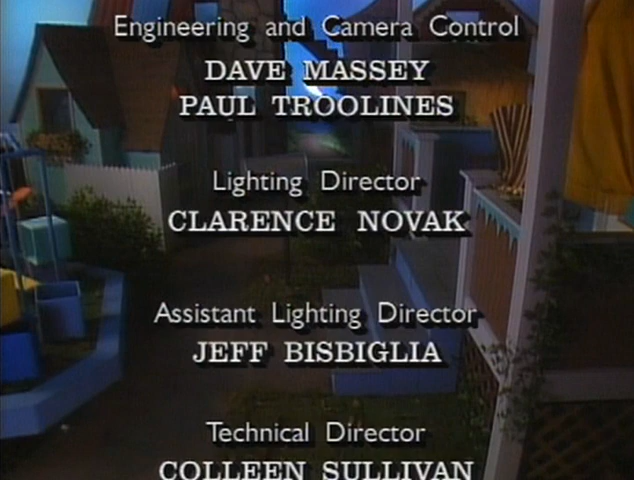 Engineering and Camera Control
DAVE MASSEY
PAUL TROOLINES
Lighting Director
CLARENCE NOVAK
Assistant Lighting Director
JEFF BISBIGLIA
Technical Director
COLLEEN SULLIVAN